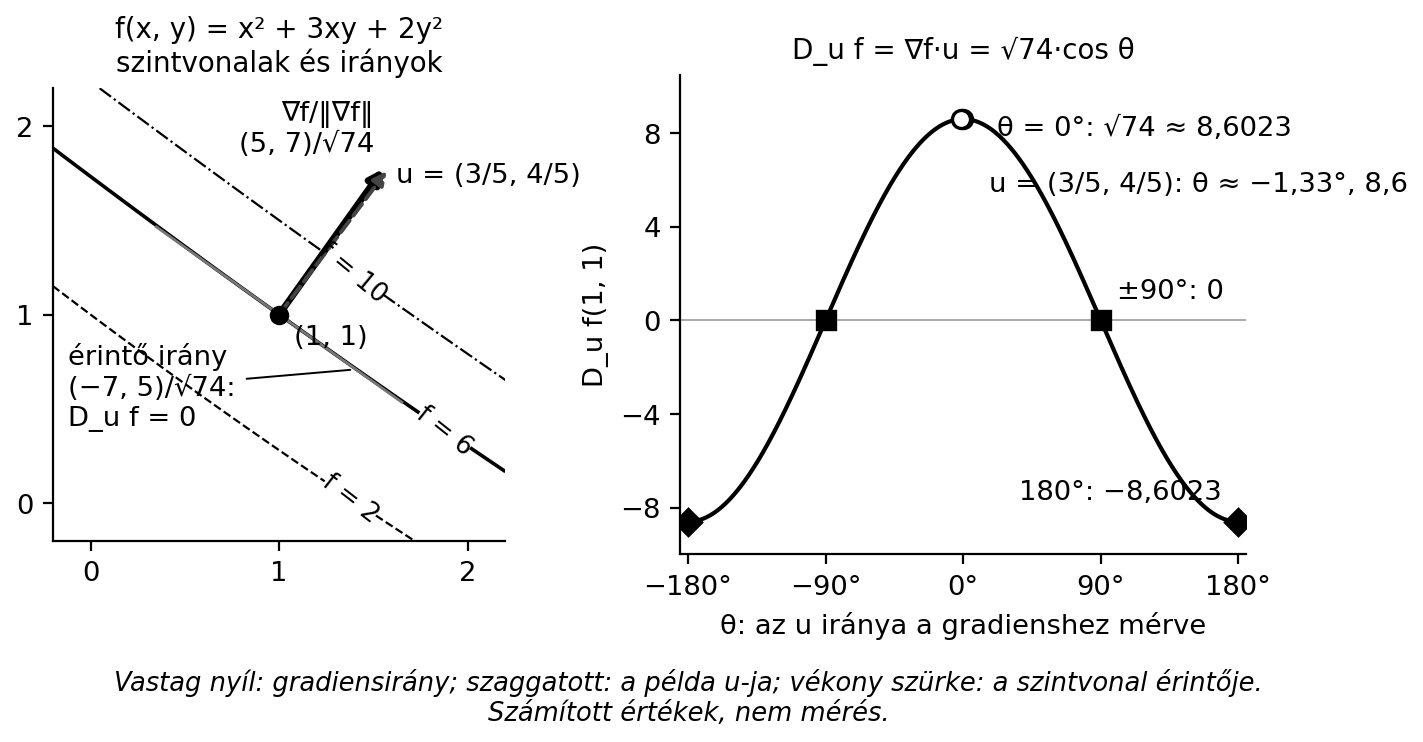 f(x, y) = x² + 3xy + 2y²
szintvonalak és irányok
∇f/‖∇f‖
(5, 7)/√74
u = (3/5, 4/5)
= 10
(1, 1)
érintő irány
(−7, 5)/√74:
D_u f = 0
f = 6
f = 2
2
1
0
0
1
2
D_u f = ∇f·u = √74·cos θ
θ = 0°: √74 ≈ 8,6023
u = (3/5, 4/5): θ ≈ −1,33°, 8,6
±90°: 0
180°: −8,6023
D_u f(1, 1)
8
4
0
−4
−8
−180°
−90°
0°
90°
180°
θ: az u iránya a gradienshez mérve
Vastag nyíl: gradiensirány; szaggatott: a példa u-ja; vékony szürke: a szintvonal érintője.
Számított értékek, nem mérés.